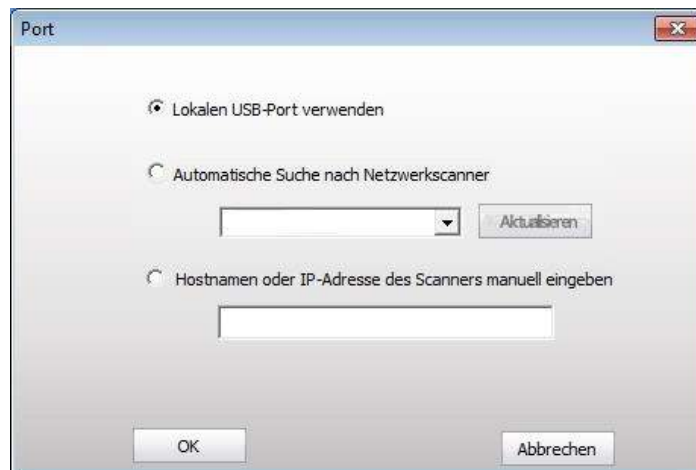 Port
Lokalen USB-Port verwenden
Automatische Suche nach Netzwerkscanner
Aktualisieren
Hostnamen oder IP-Adresse des Scanners manuell eingeben
OK
Abbrechen